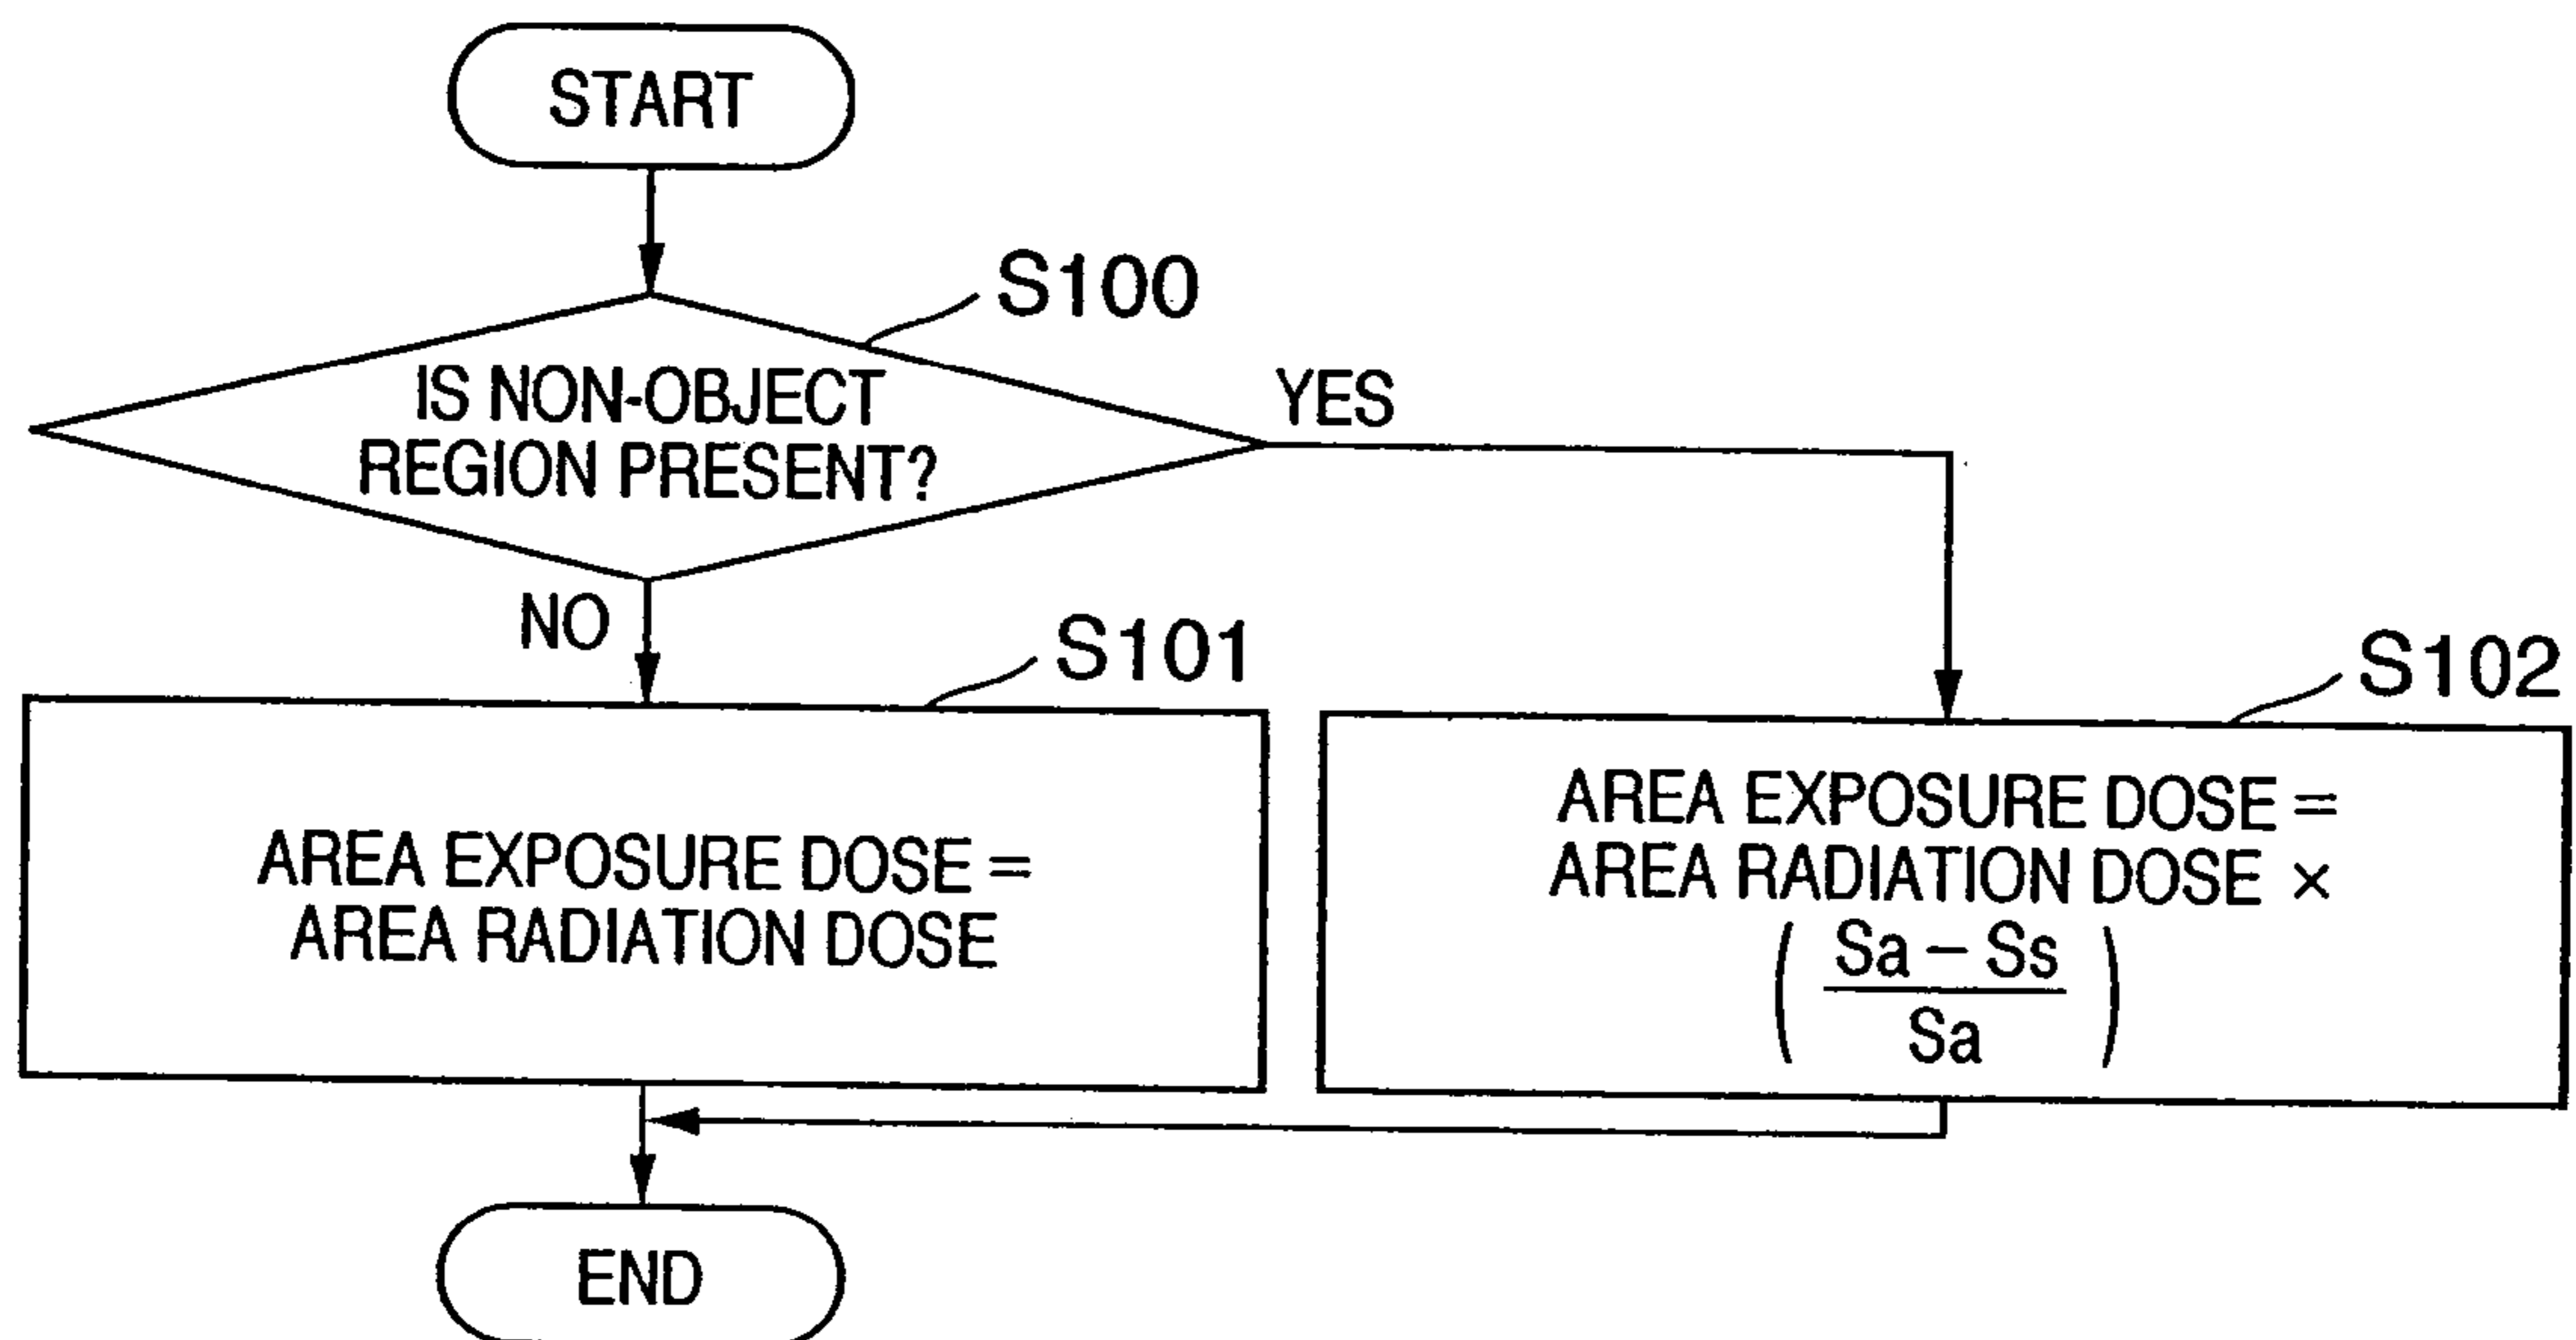 START
S100
IS NON-OBJECT
REGION PRESENT?
YES
NO
S101
AREA EXPOSURE DOSE =
AREA RADIATION DOSE
S102
AREA EXPOSURE DOSE =
AREA RADIATION DOSE ×
( Sa – Ss
Sa )
END